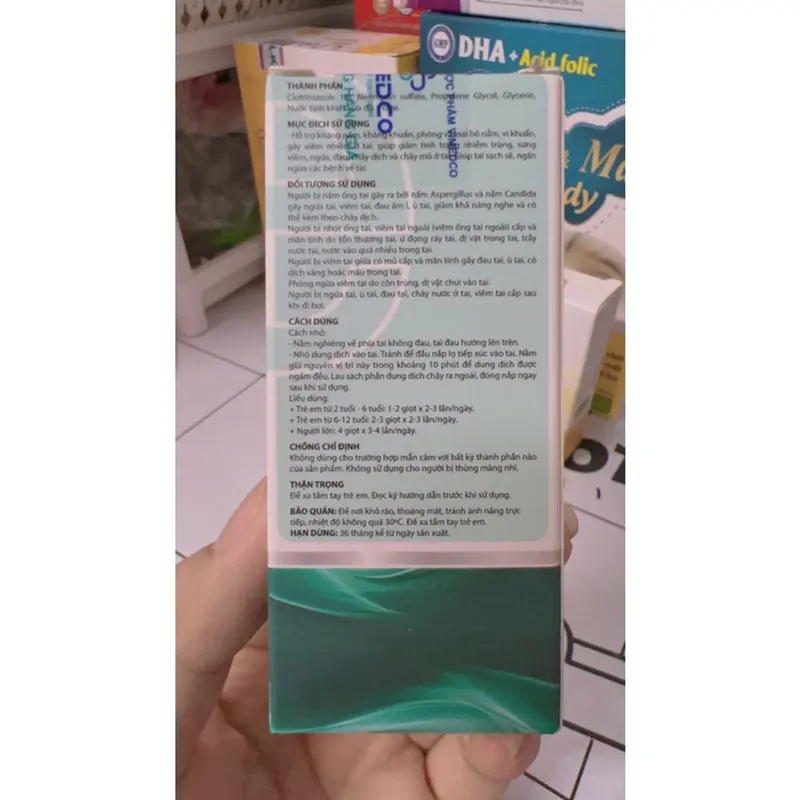 GMP
DHA + Acid folic
THÀNH PHẦN
Clotrimazole sulfate, Propylene Glycol, Glycerin,
Nước tinh khiết
MỤC ĐÍCH SỬ DỤNG
- Hỗ trợ kháng nấm, kháng khuẩn, phòng và loại bỏ nấm, vi khuẩn,
gây viêm nhiễm tai, giúp giảm tình trạng nhiễm trùng, sưng
viêm, ngứa, đau, chảy dịch và chảy mủ ở tai, giúp tai sạch sẽ, ngăn
ngừa các bệnh về tai.
ĐỐI TƯỢNG SỬ DỤNG
Người bị nấm ống tai gây ra bởi nấm Aspergillus và nấm Candida
gây ngứa tai, viêm tai, đau âm ỉ, ù tai, giảm khả năng nghe và có
thể kèm theo chảy dịch.
Người bị nhọt ống tai, viêm tai ngoài (viêm ống tai ngoài) cấp và
mãn tính do tổn thương tai, ứ đọng ráy tai, dị vật trong tai, trầy
xước tai, nước vào quá nhiều trong tai.
Người bị viêm tai giữa có mủ cấp và mãn tính gây đau tai, ù tai, có
dịch vàng hoặc máu trong tai.
Phòng ngừa viêm tai do côn trùng, dị vật chui vào tai.
Người bị ngứa tai, ù tai, đau tai, chảy nước ở tai, viêm tai cấp sau
khi đi bơi.
CÁCH DÙNG
Cách nhỏ:
- Nằm nghiêng về phía tai không đau, tai đau hướng lên trên.
- Nhỏ dung dịch vào tai. Tránh để đầu nắp lọ tiếp xúc vào tai. Nằm
giữ nguyên vị trí này trong khoảng 10 phút để dung dịch được
ngấm đều. Lau sạch phần dung dịch chảy ra ngoài, đóng nắp ngay
sau khi sử dụng.
Liều dùng:
+ Trẻ em từ 2 tuổi - 6 tuổi: 1-2 giọt x 2-3 lần/ngày.
+ Trẻ em từ 6-12 tuổi: 2-3 giọt x 2-3 lần/ngày.
+ Người lớn: 4 giọt x 3-4 lần/ngày.
CHỐNG CHỈ ĐỊNH
Không dùng cho trường hợp mẫn cảm với bất kỳ thành phần nào
của sản phẩm. Không sử dụng cho người bị thủng màng nhĩ.
THẬN TRỌNG
Để xa tầm tay trẻ em. Đọc kỹ hướng dẫn trước khi sử dụng.
BẢO QUẢN: Để nơi khô ráo, thoáng mát, tránh ánh nắng trực
tiếp, nhiệt độ không quá 30ºC. Để xa tầm tay trẻ em.
HẠN DÙNG: 36 tháng kể từ ngày sản xuất.